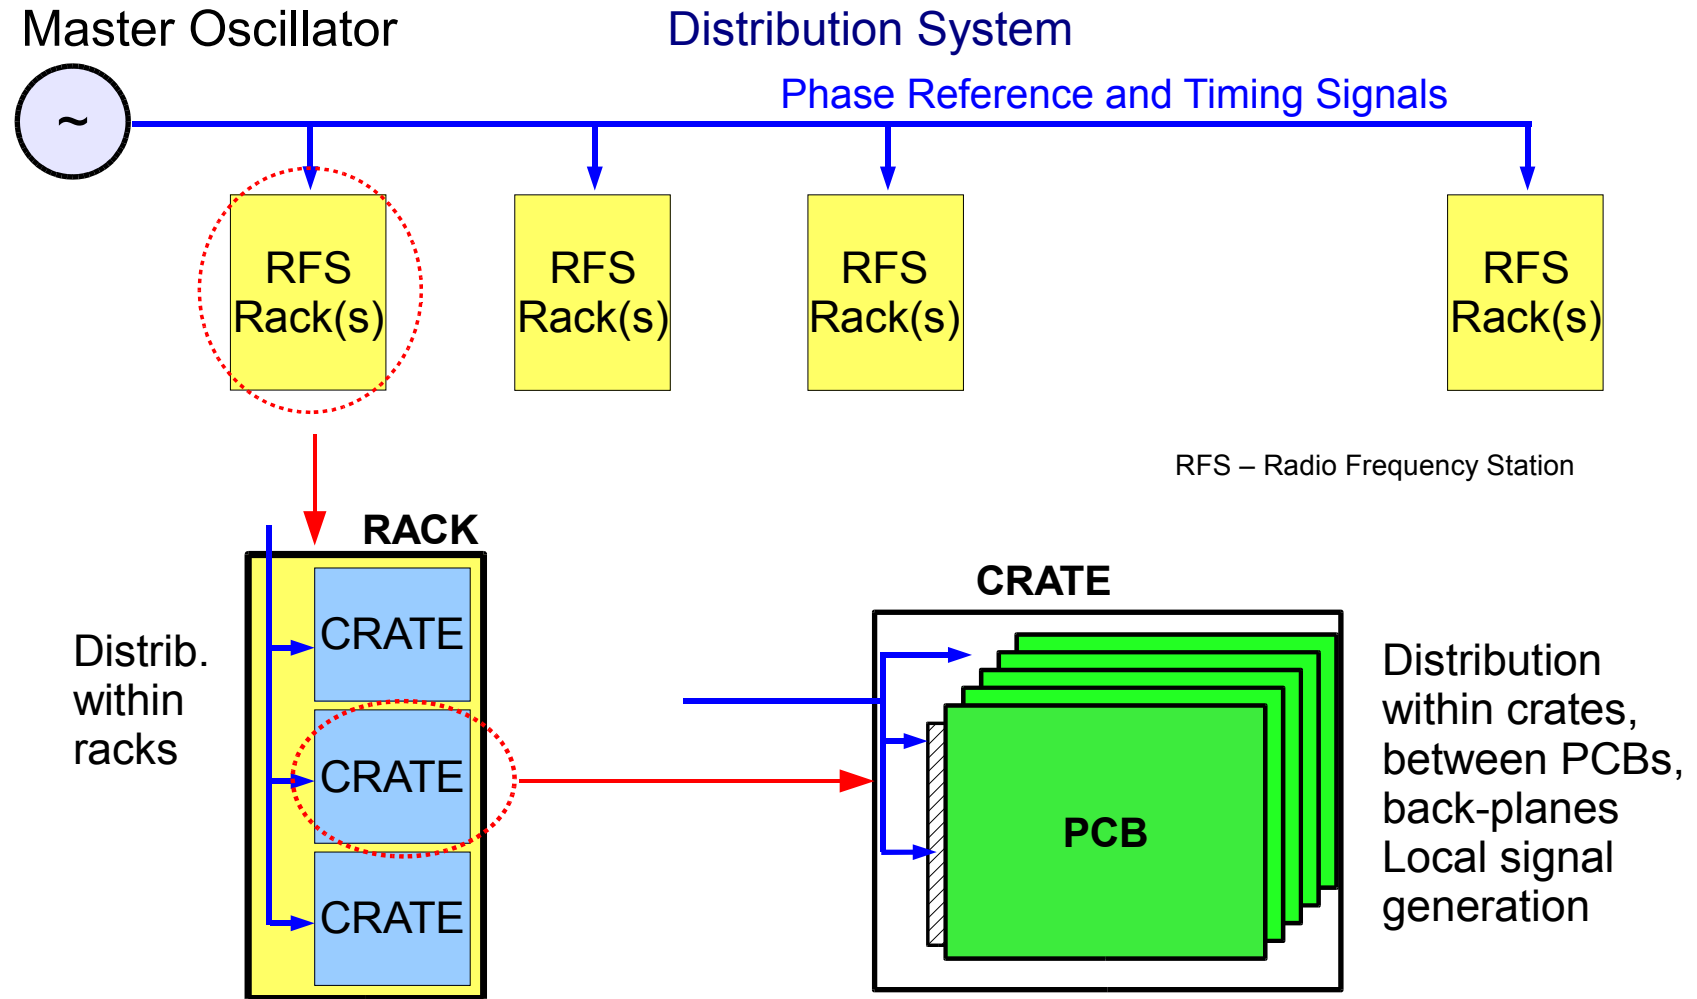 Master Oscillator
Distribution System
Phase Reference and Timing Signals
~
RFS
Rack(s)
RFS
Rack(s)
RFS
Rack(s)
RFS
Rack(s)
RFS – Radio Frequency Station
RACK
CRATE
CRATE
CRATE
Distrib.
within
racks
CRATE
PCB
Distribution
within crates,
between PCBs,
back-planes
Local signal
generation